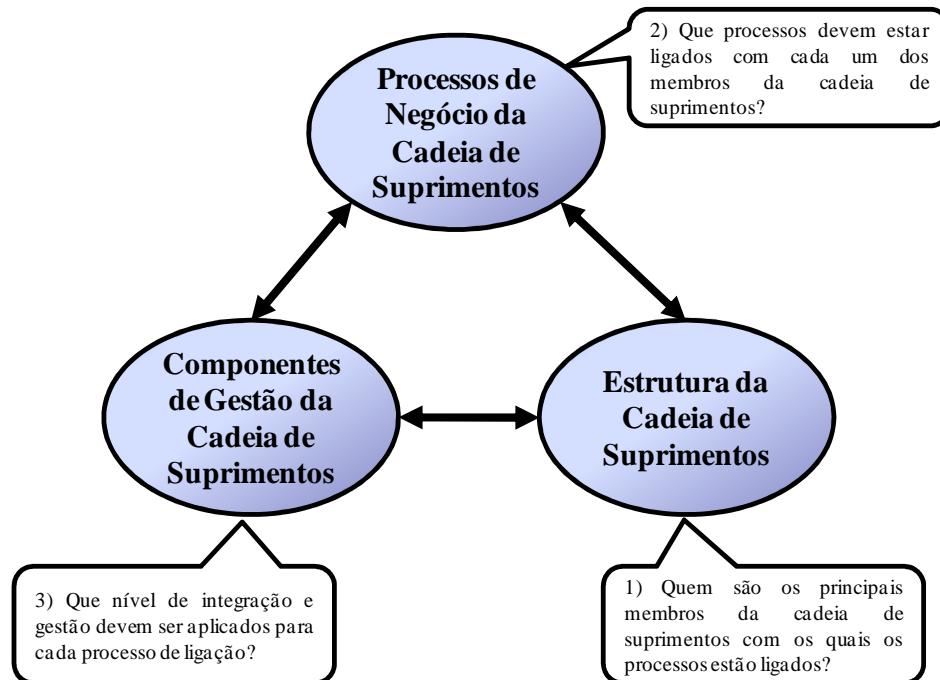 2) Que processos devem estar
ligados com cada um dos
membros da cadeia de
suprimentos?
Processos de
Negócio da
Cadeia de
Suprimentos
Componentes
de Gestão da
Cadeia de
Suprimentos
Estrutura da
Cadeia de
Suprimentos
3) Que nível de integração e
gestão devem ser aplicados para
cada processo de ligação?
1) Quem são os principais
membros da cadeia de
suprimentos com os quais os
processos estão ligados?